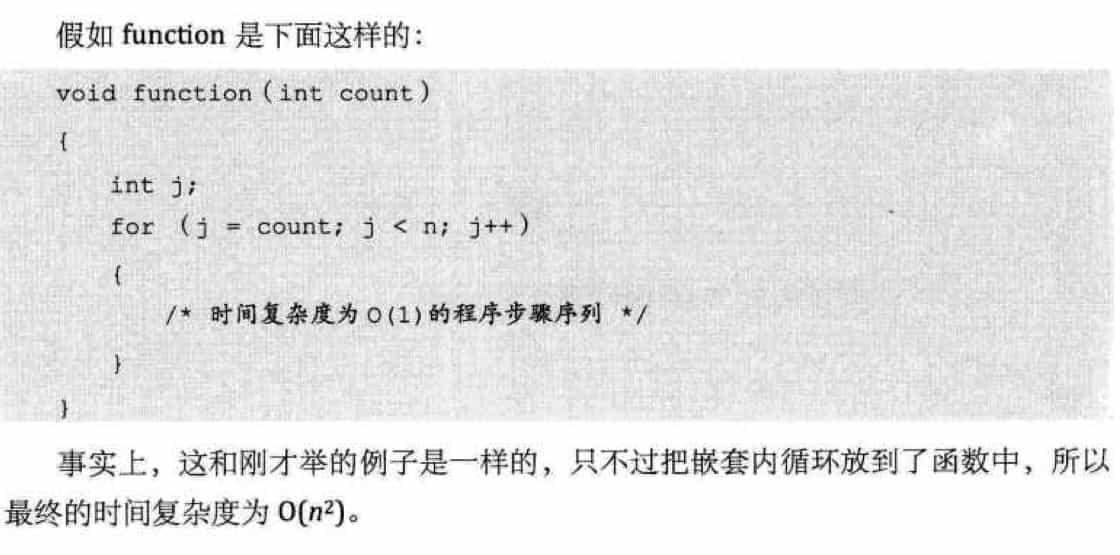 假如 function 是下面这样的：
void function(int count)
{
int j;
for (j = count; j < n; j++)
{
/* 时间复杂度为 O(1)的程序步骤序列 */
}
}
事实上，这和刚才举的例子是一样的，只不过把嵌套内循环放到了函数中，所以
最终的时间复杂度为 O(n²)。